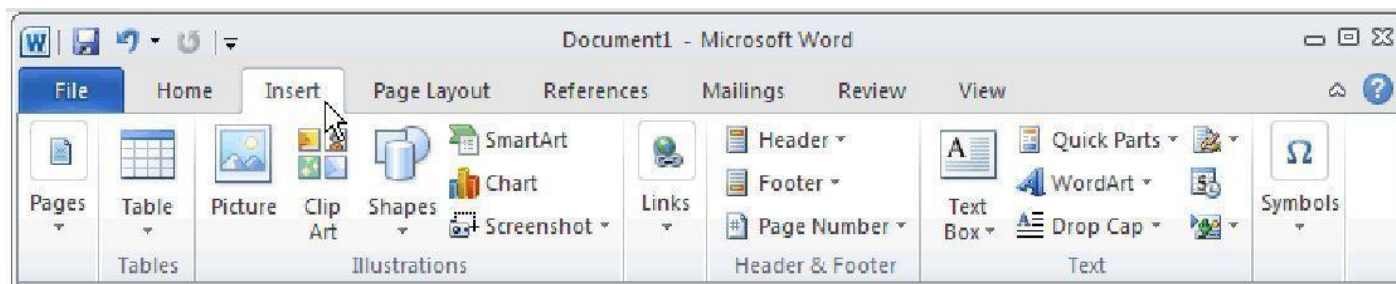 W Document1 - Microsoft Word
File Home Insert Page Layout References Mailings Review View ?
Pages
Table
Picture
Clip
Art
Shapes
SmartArt
Chart
Screenshot
Links
Header
Footer
# Page Number
A
Text
Box
Quick Parts
WordArt
Drop Cap
Ω
Symbols
Tables Illustrations Header & Footer Text